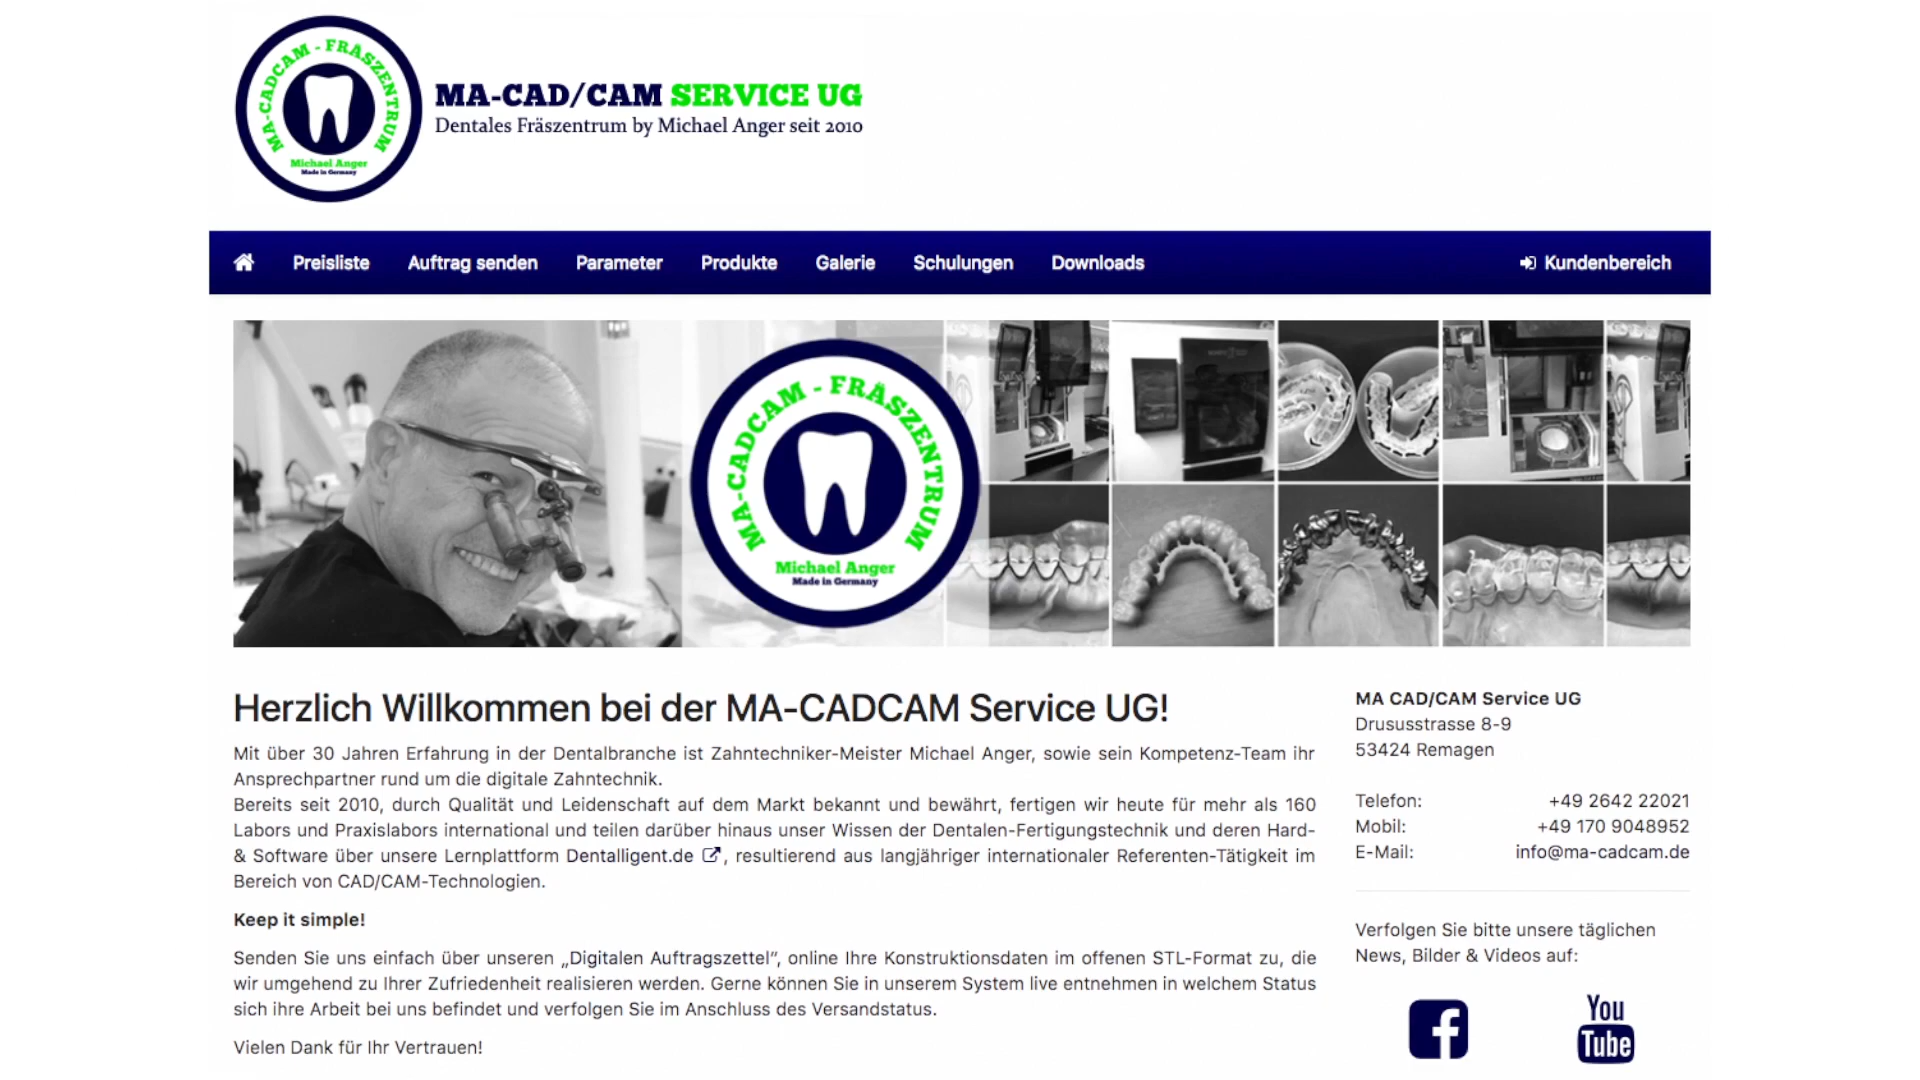 MA-CADCAM - FRÄSZENTRUM
Michael Anger
Made in Germany
MA-CAD/CAM SERVICE UG
Dentales Fräszentrum by Michael Anger seit 2010
Preisliste Auftrag senden Parameter Produkte Galerie Schulungen Downloads Kundenbereich
MA-CADCAM - FRÄSZENTRUM
Michael Anger
Made in Germany
Herzlich Willkommen bei der MA-CADCAM Service UG!
Mit über 30 Jahren Erfahrung in der Dentalbranche ist Zahntechniker-Meister Michael Anger, sowie sein Kompetenz-Team ihr
Ansprechpartner rund um die digitale Zahntechnik.
Bereits seit 2010, durch Qualität und Leidenschaft auf dem Markt bekannt und bewährt, fertigen wir heute für mehr als 160
Labors und Praxislabors international und teilen darüber hinaus unser Wissen der Dentalen-Fertigungstechnik und deren Hard-
& Software über unsere Lernplattform Dentalligent.de , resultierend aus langjähriger internationaler Referenten-Tätigkeit im
Bereich von CAD/CAM-Technologien.
Keep it simple!
Senden Sie uns einfach über unseren „Digitalen Auftragszettel“, online Ihre Konstruktionsdaten im offenen STL-Format zu, die
wir umgehend zu Ihrer Zufriedenheit realisieren werden. Gerne können Sie in unserem System live entnehmen in welchem Status
sich ihre Arbeit bei uns befindet und verfolgen Sie im Anschluss des Versandstatus.
Vielen Dank für Ihr Vertrauen!
MA CAD/CAM Service UG
Drususstrasse 8-9
53424 Remagen
Telefon: +49 2642 22021
Mobil: +49 170 9048952
E-Mail: info@ma-cadcam.de
Verfolgen Sie bitte unsere täglichen
News, Bilder & Videos auf:
You
Tube